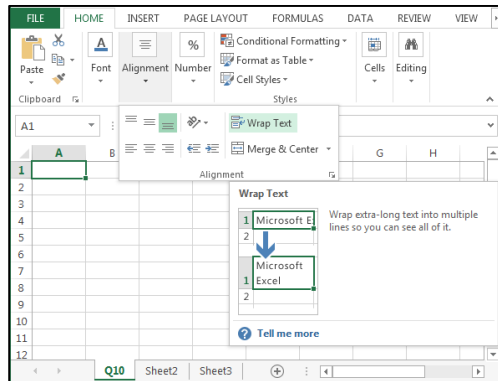 FILE HOME INSERT PAGE LAYOUT FORMULAS DATA REVIEW VIEW
Paste
Clipboard
A
Font
Alignment
%
Number
Conditional Formatting
Format as Table
Cell Styles
Styles
Cells
Editing
A1
Wrap Text
Merge & Center
Alignment
A B G H
1
2
3
4
5
6
7
8
9
10
11
12
Wrap Text
1 Microsoft E
2
Microsoft
1 Excel
2
Wrap extra-long text into multiple
lines so you can see all of it.
? Tell me more
Q10 Sheet2 Sheet3